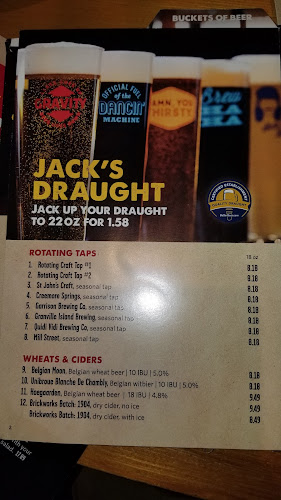 BUCKETS OF BEER
GRAVITY
OFFICIAL FUEL
of the
DANCIN'
MACHINE
YOU
THIRSTY
Brew
JACK'S
DRAUGHT
JACK UP YOUR DRAUGHT
TO 22 OZ FOR 1.58
ROTATING TAPS
18 oz
1. Rotating Craft Tap #1 8.18
2. Rotating Craft Tap #2 8.18
3. St John's Craft, seasonal tap 8.18
4. Creemore Springs, seasonal tap 8.18
5. Garrison Brewing Co, seasonal tap 8.18
6. Granville Island Brewing, seasonal tap 8.18
7. Quidi Vidi Brewing Co, seasonal tap 8.18
8. Mill Street, seasonal tap 8.18
WHEATS & CIDERS
9. Belgian Moon, Belgian wheat beer | 10 IBU | 5.0% 8.18
10. Unibroue Blanche De Chambly, Belgian witbier | 10 IBU | 5.0% 8.18
11. Hoegaarden, Belgian wheat beer | 18 IBU | 4.8% 9.49
12. Brickworks Batch: 1904, dry cider, no ice 9.49
Brickworks Batch: 1904, dry cider, with ice 8.49
your
salad.